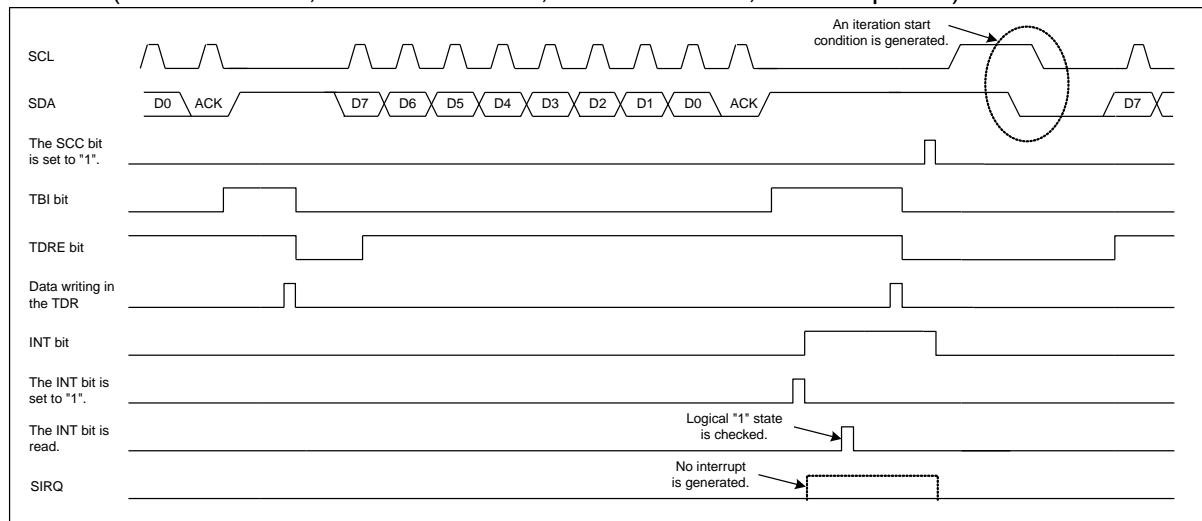 An iteration start
condition is generated.
SCL
SDA
D0 ACK D7 D6 D5 D4 D3 D2 D1 D0 ACK D7
The SCC bit
is set to "1".
TBI bit
TDRE bit
Data writing in
the TDR
INT bit
The INT bit is
set to "1".
The INT bit is
read.
Logical "1" state
is checked.
No interrupt
is generated.
SIRQ